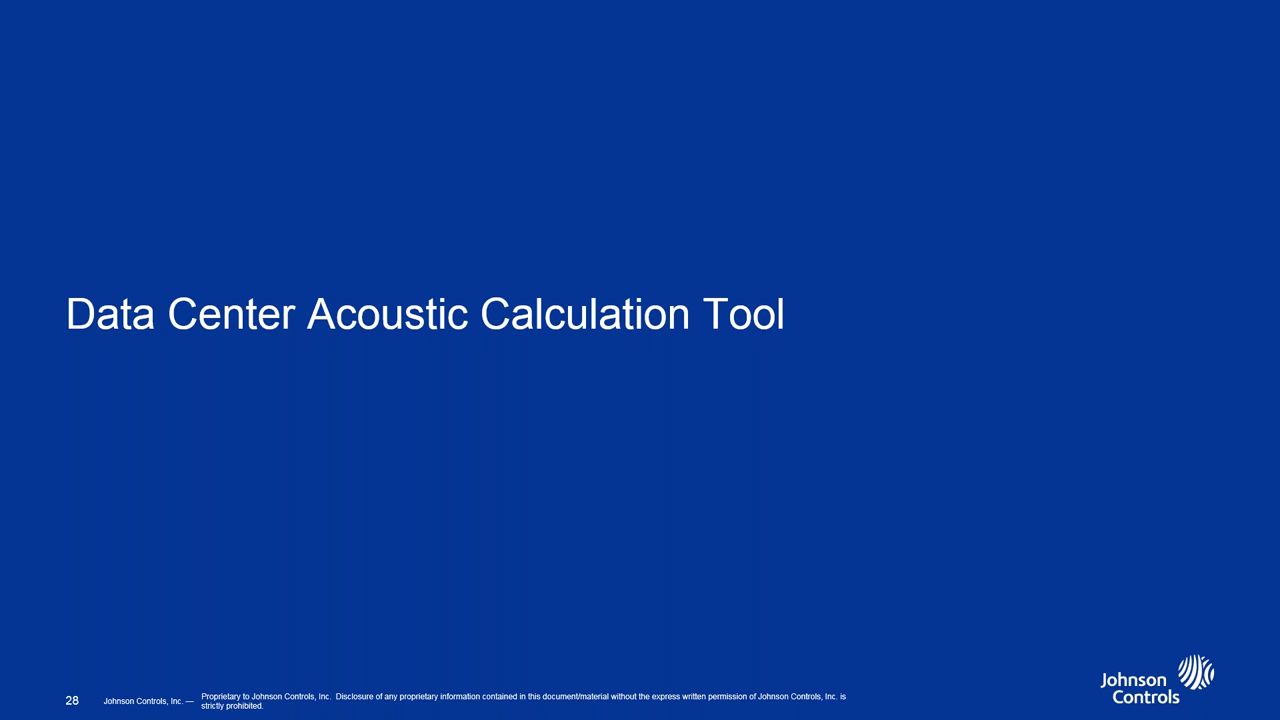 Data Center Acoustic Calculation Tool
28 Johnson Controls, Inc. — Proprietary to Johnson Controls, Inc. Disclosure of any proprietary information contained in this document/material without the express written permission of Johnson Controls, Inc. is
strictly prohibited.
Johnson
Controls